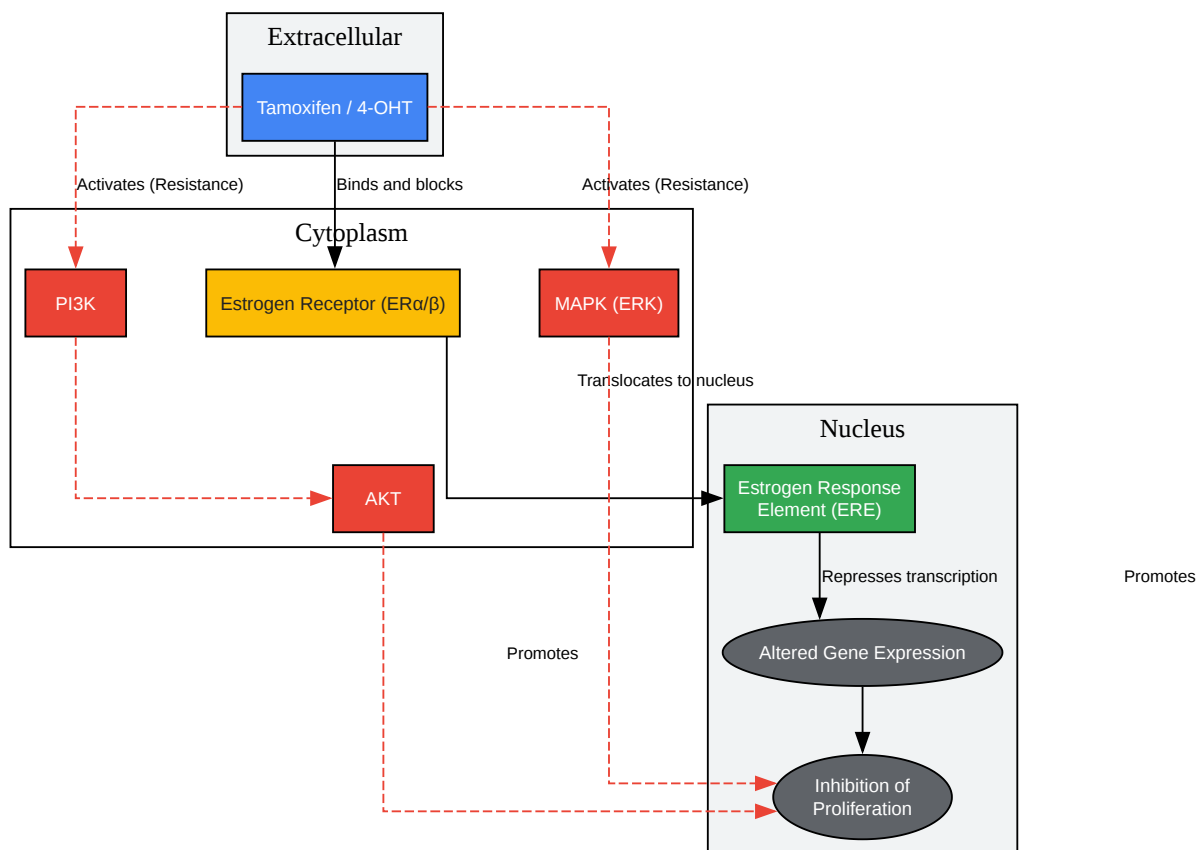 Extracellular
Tamoxifen / 4-OHT
Activates (Resistance)
Binds and blocks
Activates (Resistance)
Cytoplasm
PI3K
Estrogen Receptor (ERα/β)
MAPK (ERK)
Translocates to nucleus
Nucleus
AKT
Estrogen Response
Element (ERE)
Represses transcription
Promotes
Promotes
Altered Gene Expression
Inhibition of
Proliferation